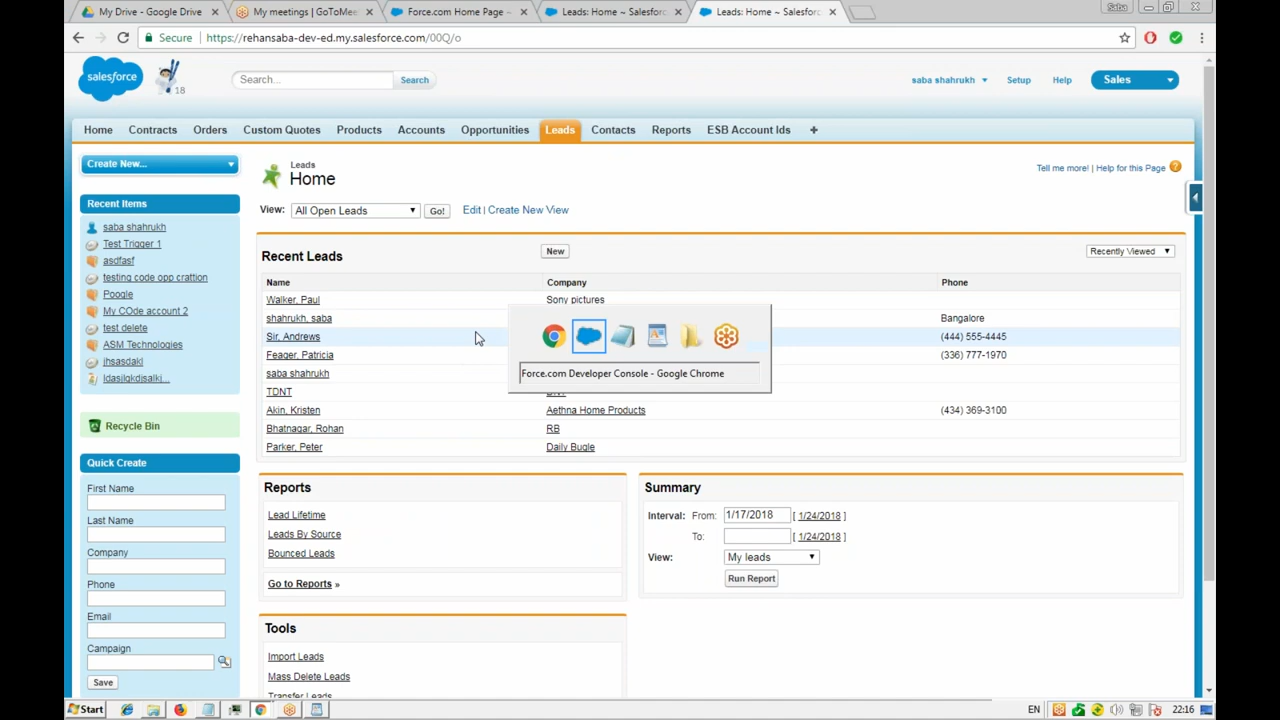 My Drive - Google Drive
My meetings | GoToMee
Force.com Home Page ~
Leads: Home ~ Salesforc
Leads: Home ~ Salesforc
Saba
Secure https://rehansaba-dev-ed.my.salesforce.com/00Q/o
salesforce
18
Search...
Search
saba shahrukh
Setup
Help
Sales
Home
Contracts
Orders
Custom Quotes
Products
Accounts
Opportunities
Leads
Contacts
Reports
ESB Account Ids
+
Create New...
Leads
Home
Tell me more! | Help for this Page
View: All Open Leads Go! Edit | Create New View
Recent Items
saba shahrukh
Test Trigger 1
asdfasf
testing code opp crattion
Poogle
My COde account 2
test delete
ASM Technologies
ihsasdakl
Recycle Bin
Quick Create
First Name
Last Name
Company
Phone
Email
Campaign
Save
Recent Leads
New
Recently Viewed
Name Company Phone
Walker, Paul Sony pictures
shahrukh, saba Bangalore
Sir, Andrews (444) 555-4445
Feager, Patricia (336) 777-1970
saba shahrukh
TDNT
Akin, Kristen Aethna Home Products (434) 369-3100
Bhatnagar, Rohan RB
Parker, Peter Daily Bugle
Force.com Developer Console - Google Chrome
Reports
Lead Lifetime
Leads By Source
Bounced Leads
Go to Reports »
Summary
Interval: From: 1/17/2018 [ 1/24/2018 ]
To: [ 1/24/2018 ]
View: My leads
Run Report
Tools
Import Leads
Mass Delete Leads
Transfer Leads
Start
EN
22:16